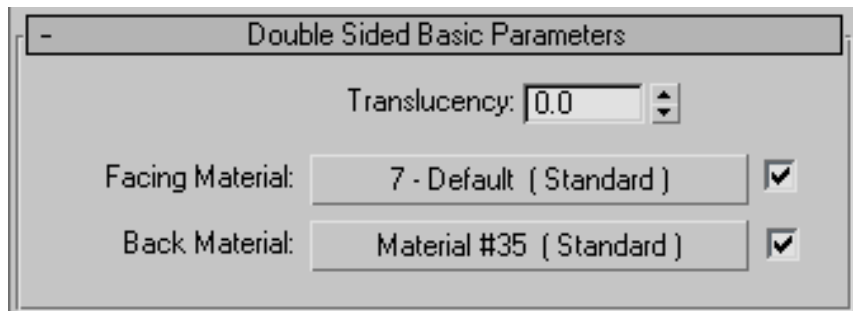 - Double Sided Basic Parameters
Translucency: 0.0
Facing Material: 7 - Default ( Standard )
Back Material: Material #35 ( Standard )